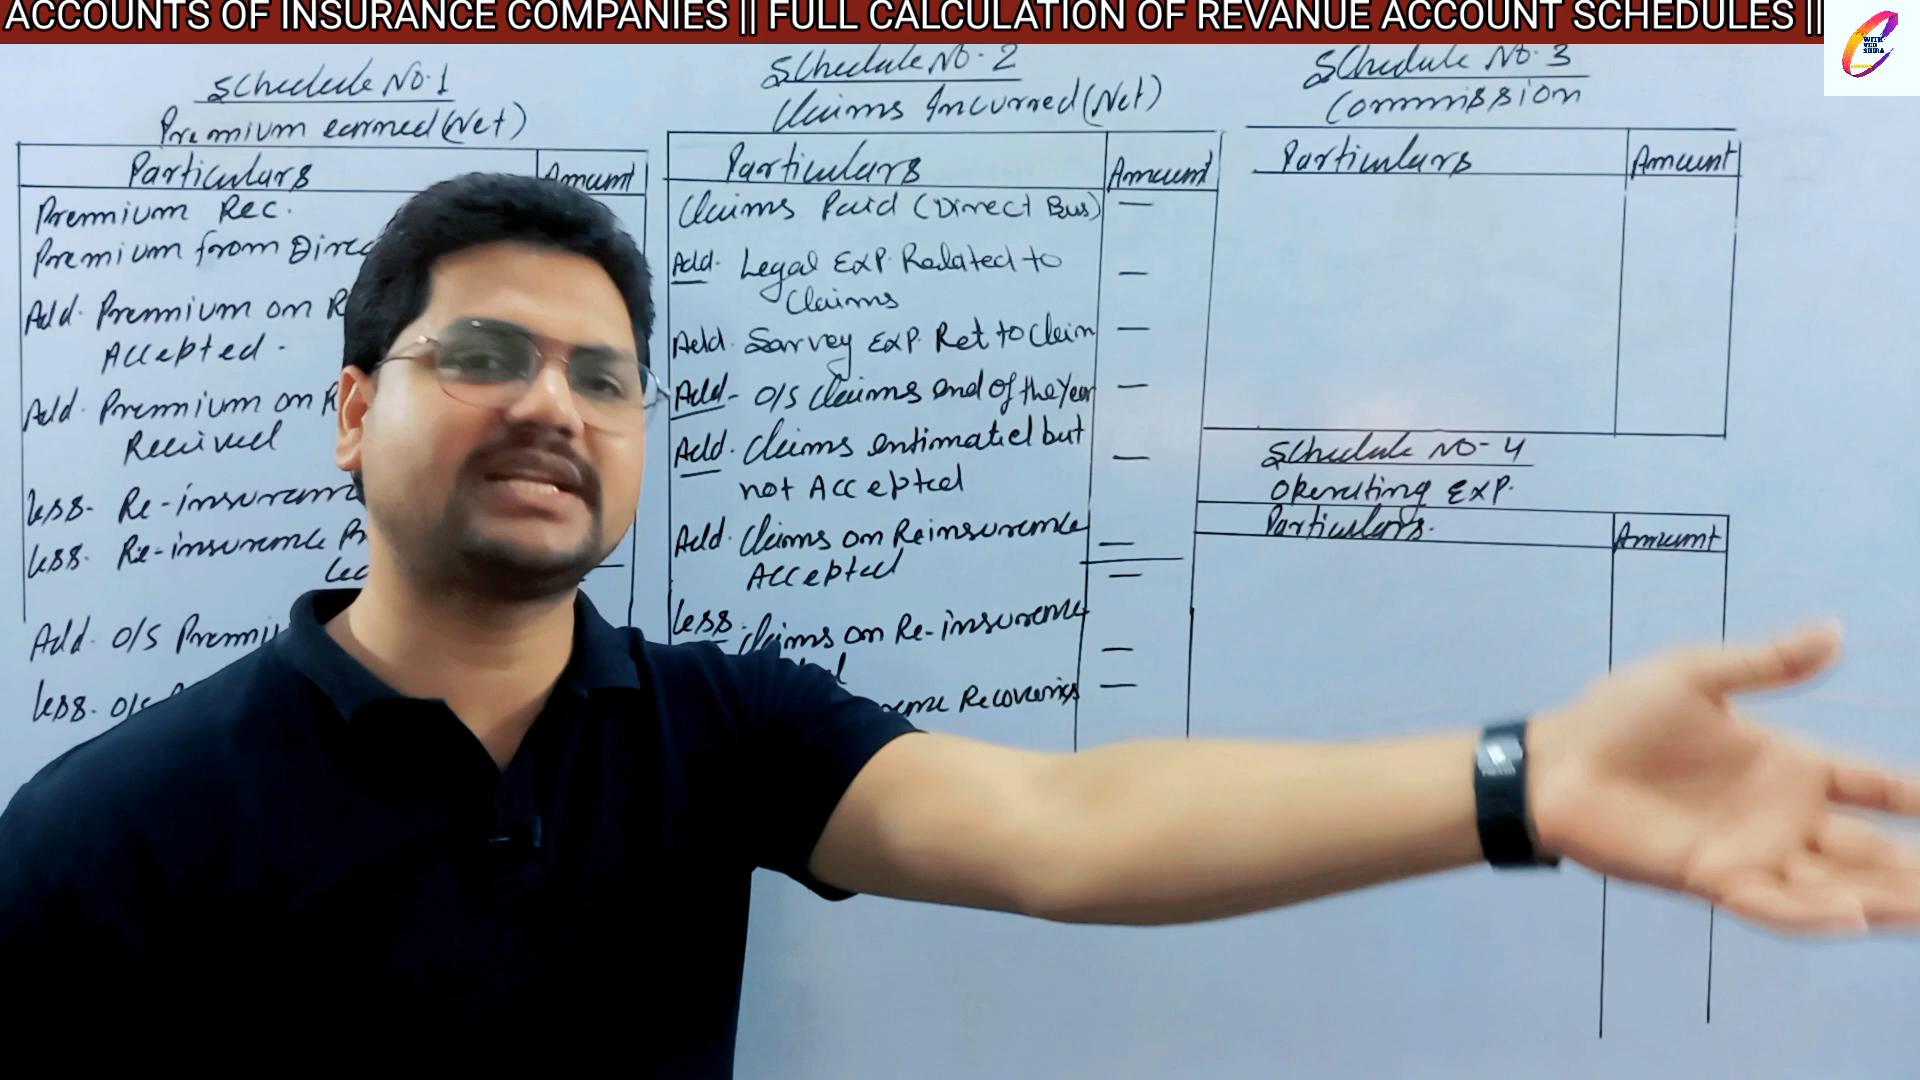 ACCOUNTS OF INSURANCE COMPANIES || FULL CALCULATION OF REVANUE ACCOUNT SCHEDULES ||
Schedule No. 1
Premium earned (Net)
Particulars Amount
Premium Rec.
Premium from Direc
Add. Premium on R
Accepted -
Add. Premium on R
Recived
less- Re-insurance
less. Re-insurance Pr
Add. O/S Premiu
less. O/S
Schedule No. 2
Claims Incurred (Net)
Particulars Amount
Claims Paid (Direct Bus)
Add. Legal Exp. Related to
Claims
Add. Sarvey Exp. Ret to Claim
Add- O/S Claims end of the Year
Add. Claims entimated but
not Accepted
Add. Claims on Reinsurance
Accepted
less. Claims on Re-insurance
Recoveries
Schedule No. 3
Commission
Particulars Amount
Schedule No-4
Operating Exp.
Particulars. Amount